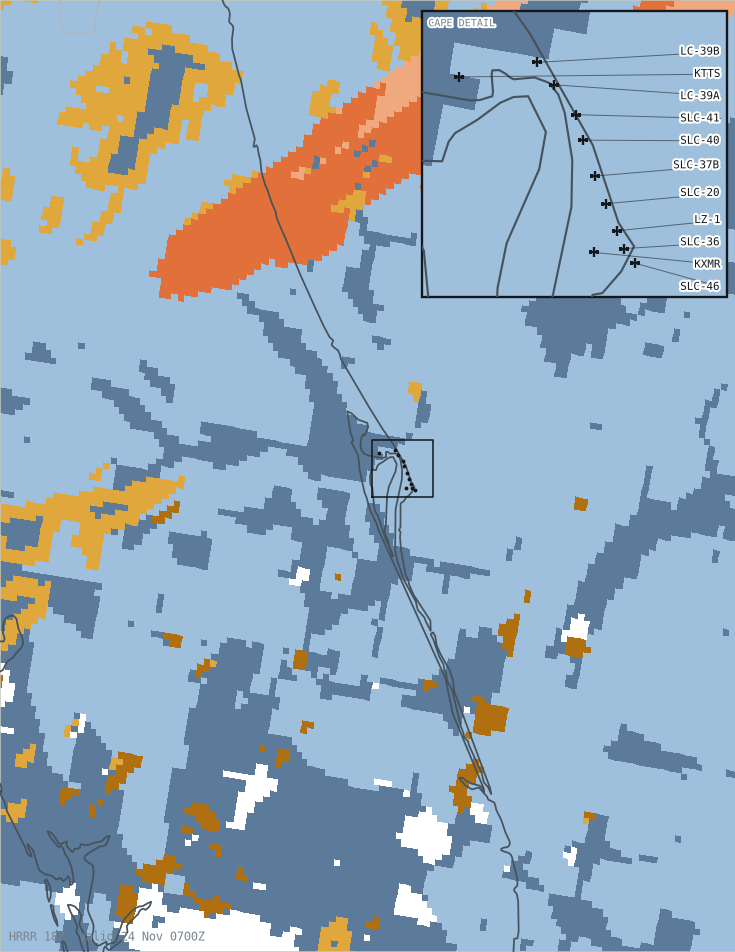 CAPE DETAIL
LC-39B
KTTS
LC-39A
SLC-41
SLC-40
SLC-37B
SLC-20
LZ-1
SLC-36
KXMR
SLC-46
HRRR 24 Nov 0700Z